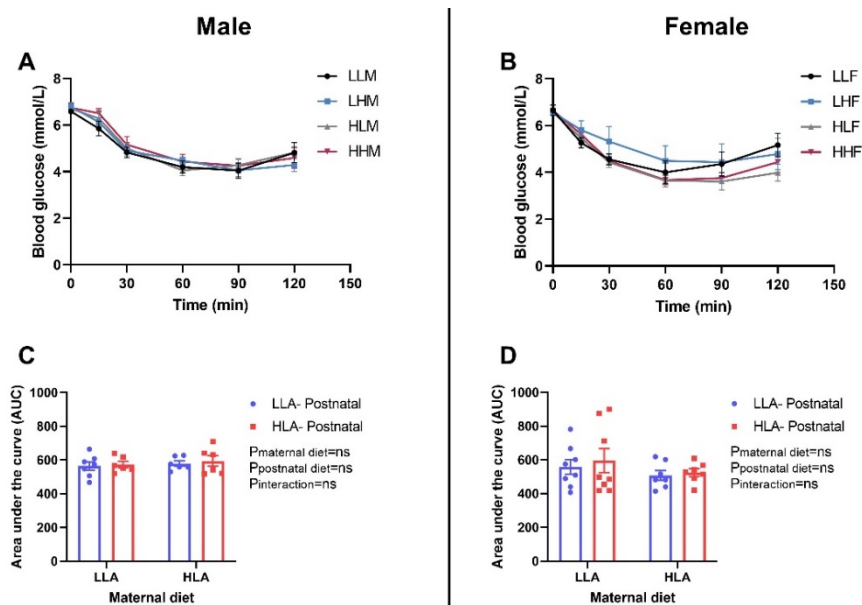 Male
Female
A
8
6
4
2
0
Blood glucose (mmol/L)
0 30 60 90 120 150
Time (min)
LLM
LHM
HLM
HHM
B
8
6
4
2
0
Blood glucose (mmol/L)
0 30 60 90 120 150
Time (min)
LLF
LHF
HLF
HHF
C
1000
800
600
400
200
0
Area under the curve (AUC)
LLA HLA
Maternal diet
LLA- Postnatal
HLA- Postnatal
Pmaternal diet=ns
Ppostnatal diet=ns
Pinteraction=ns
D
1000
800
600
400
200
0
Area under the curve (AUC)
LLA HLA
Maternal diet
LLA- Postnatal
HLA- Postnatal
Pmaternal diet=ns
Ppostnatal diet=ns
Pinteraction=ns